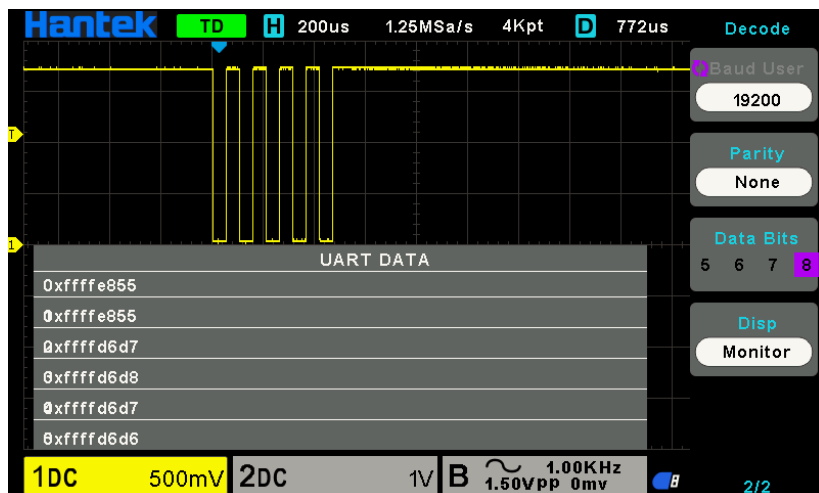 Hantek TD H 200us 1.25MSa/s 4Kpt D 772us
Decode
Baud User
19200
Parity
None
Data Bits
5 6 7 8
Disp
Monitor
T
1
UART DATA
0xffffe855
0xffffe855
0xffffd6d7
0xffffd6d8
0xffffd6d7
0xffffd6d6
1DC 500mV 2DC 1V B 1.00KHz
1.50Vpp 0mv
2/2